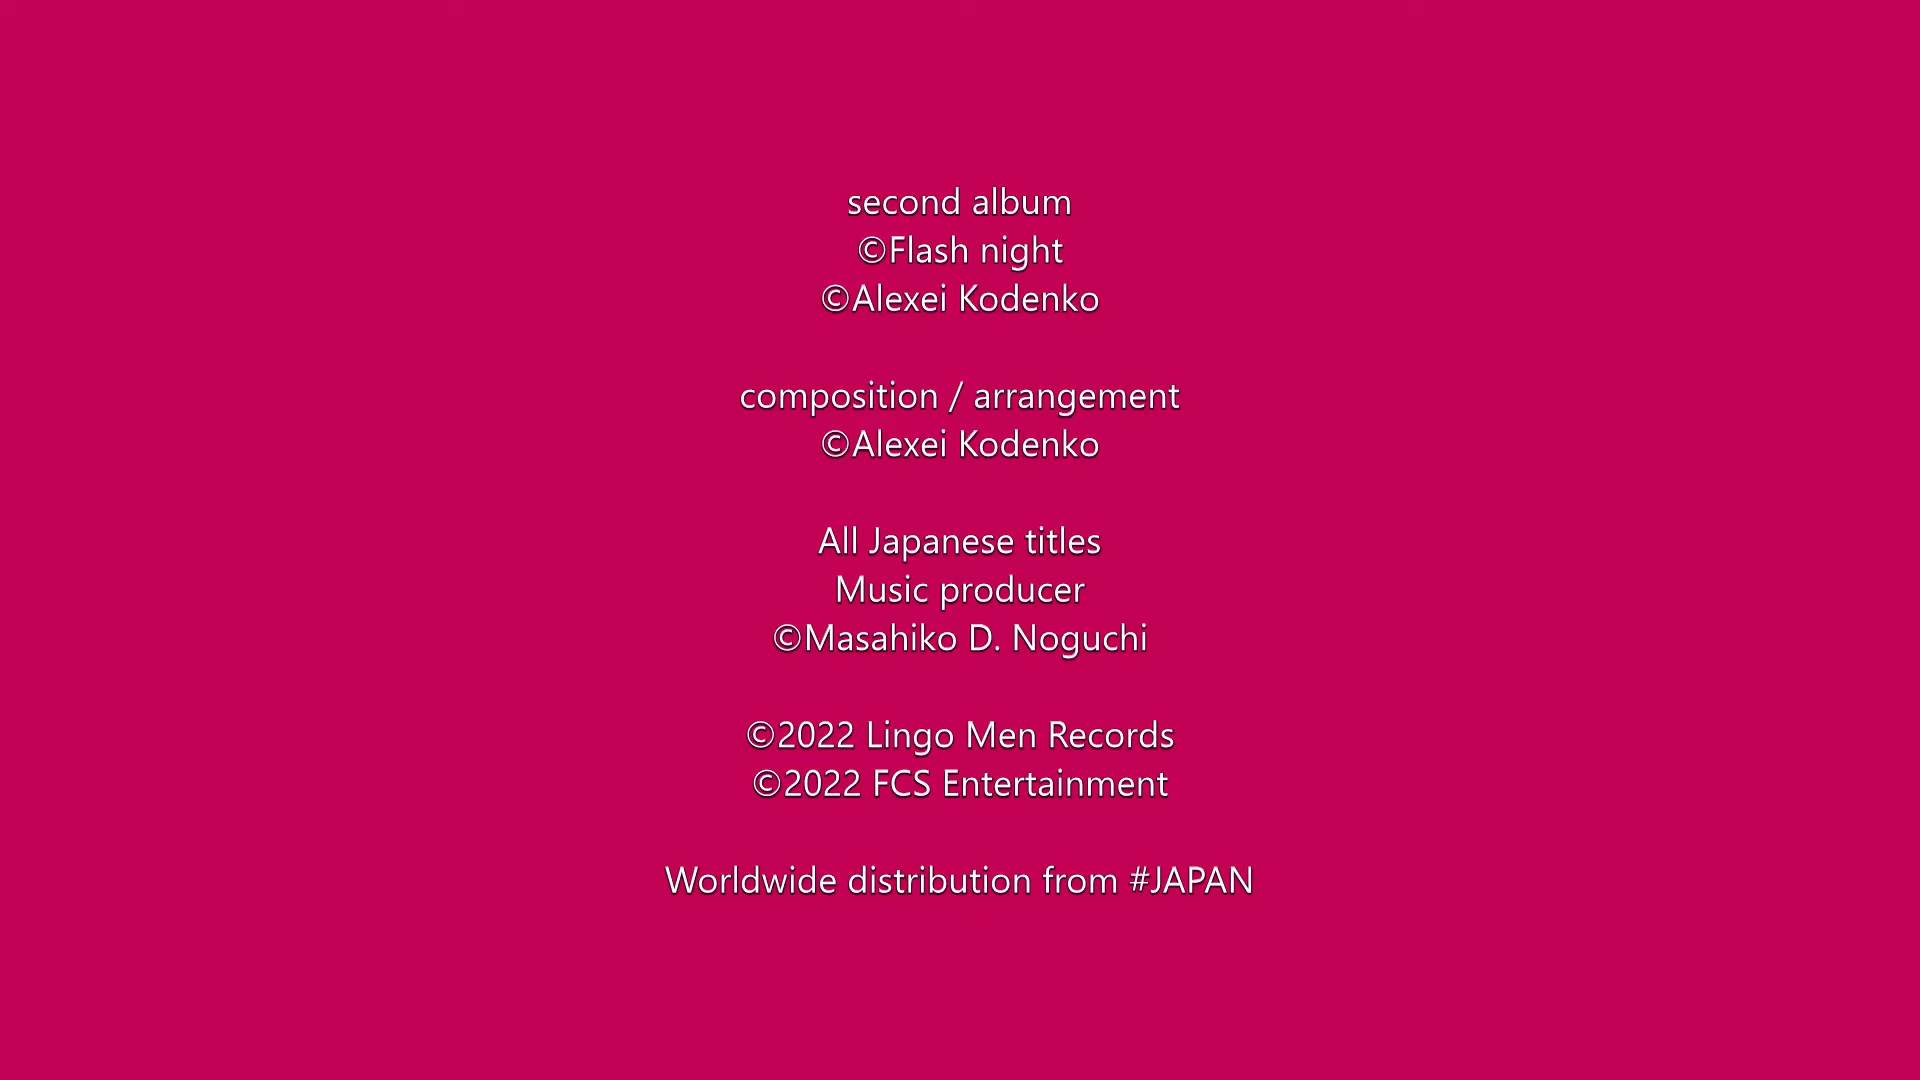 second album
©Flash night
©Alexei Kodenko
composition / arrangement
©Alexei Kodenko
All Japanese titles
Music producer
©Masahiko D. Noguchi
©2022 Lingo Men Records
©2022 FCS Entertainment
Worldwide distribution from #JAPAN